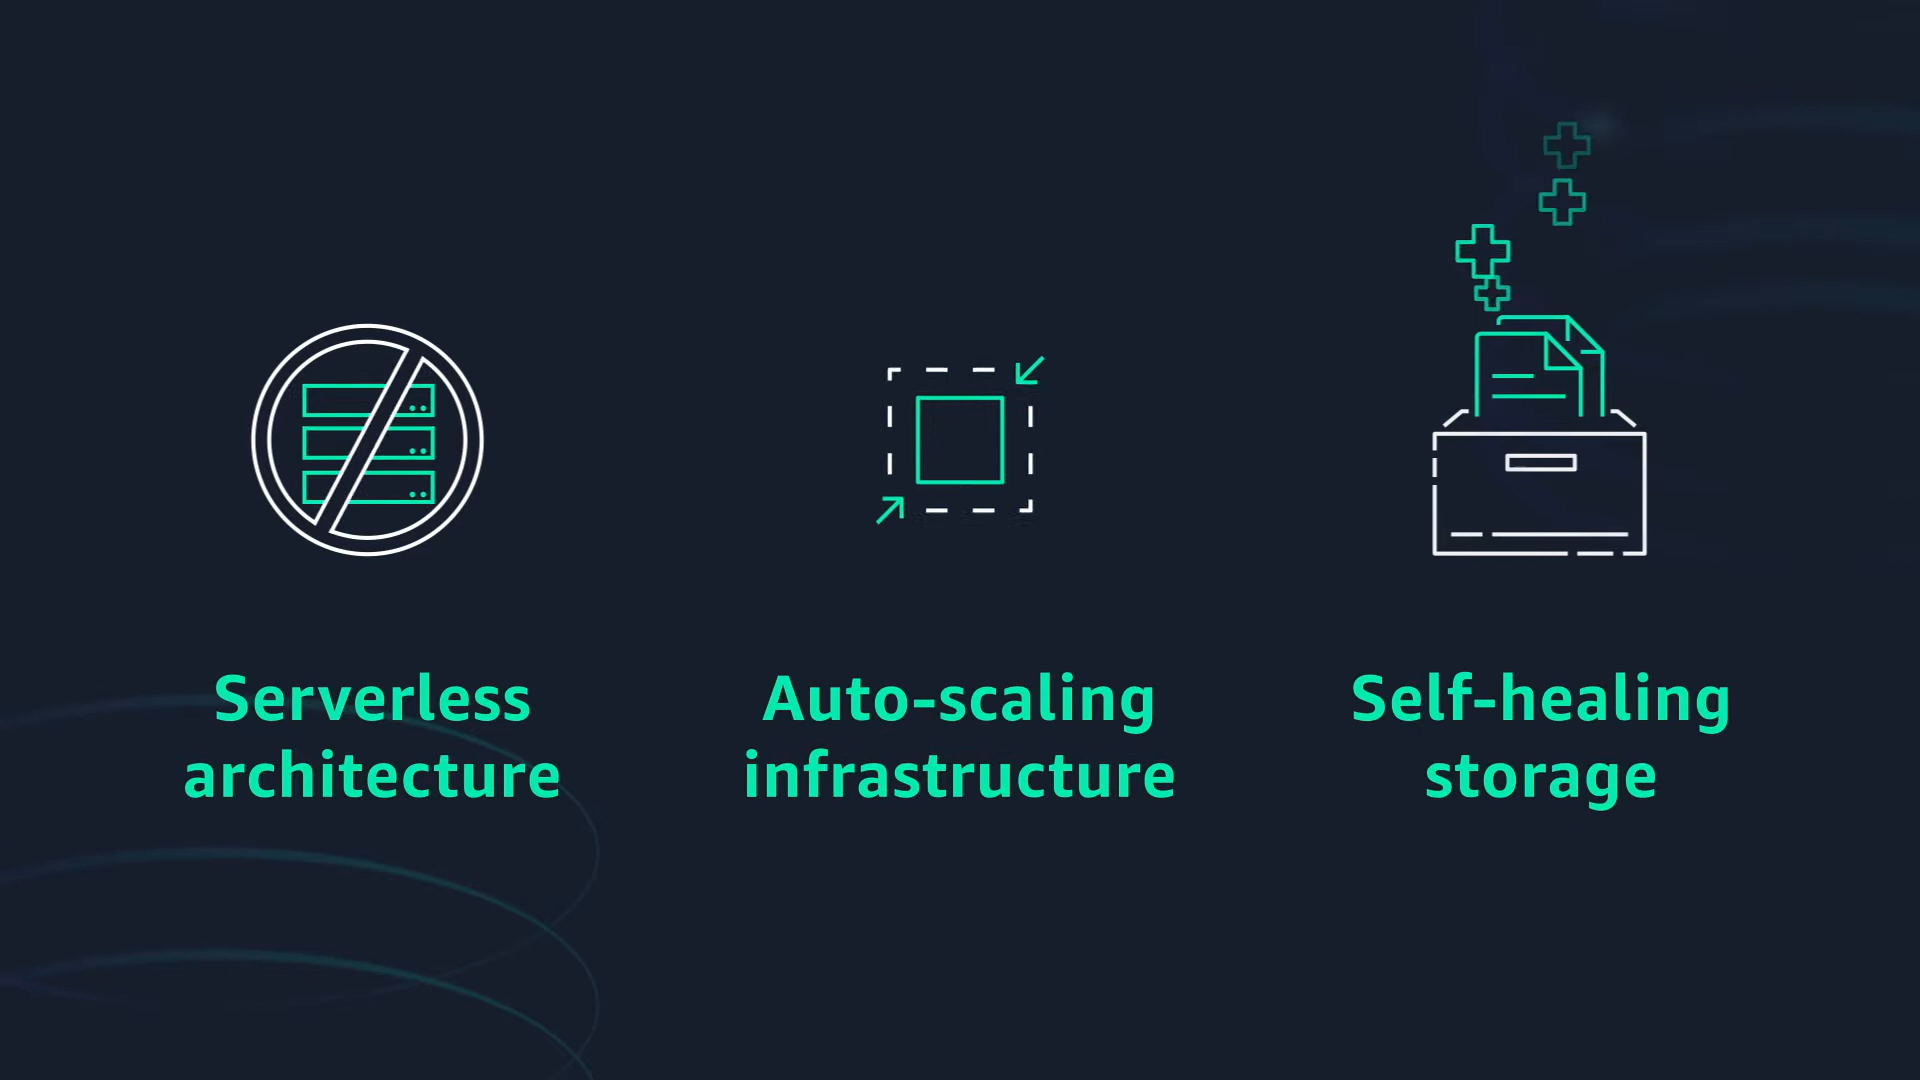 Serverless
architecture
Auto-scaling
infrastructure
Self-healing
storage